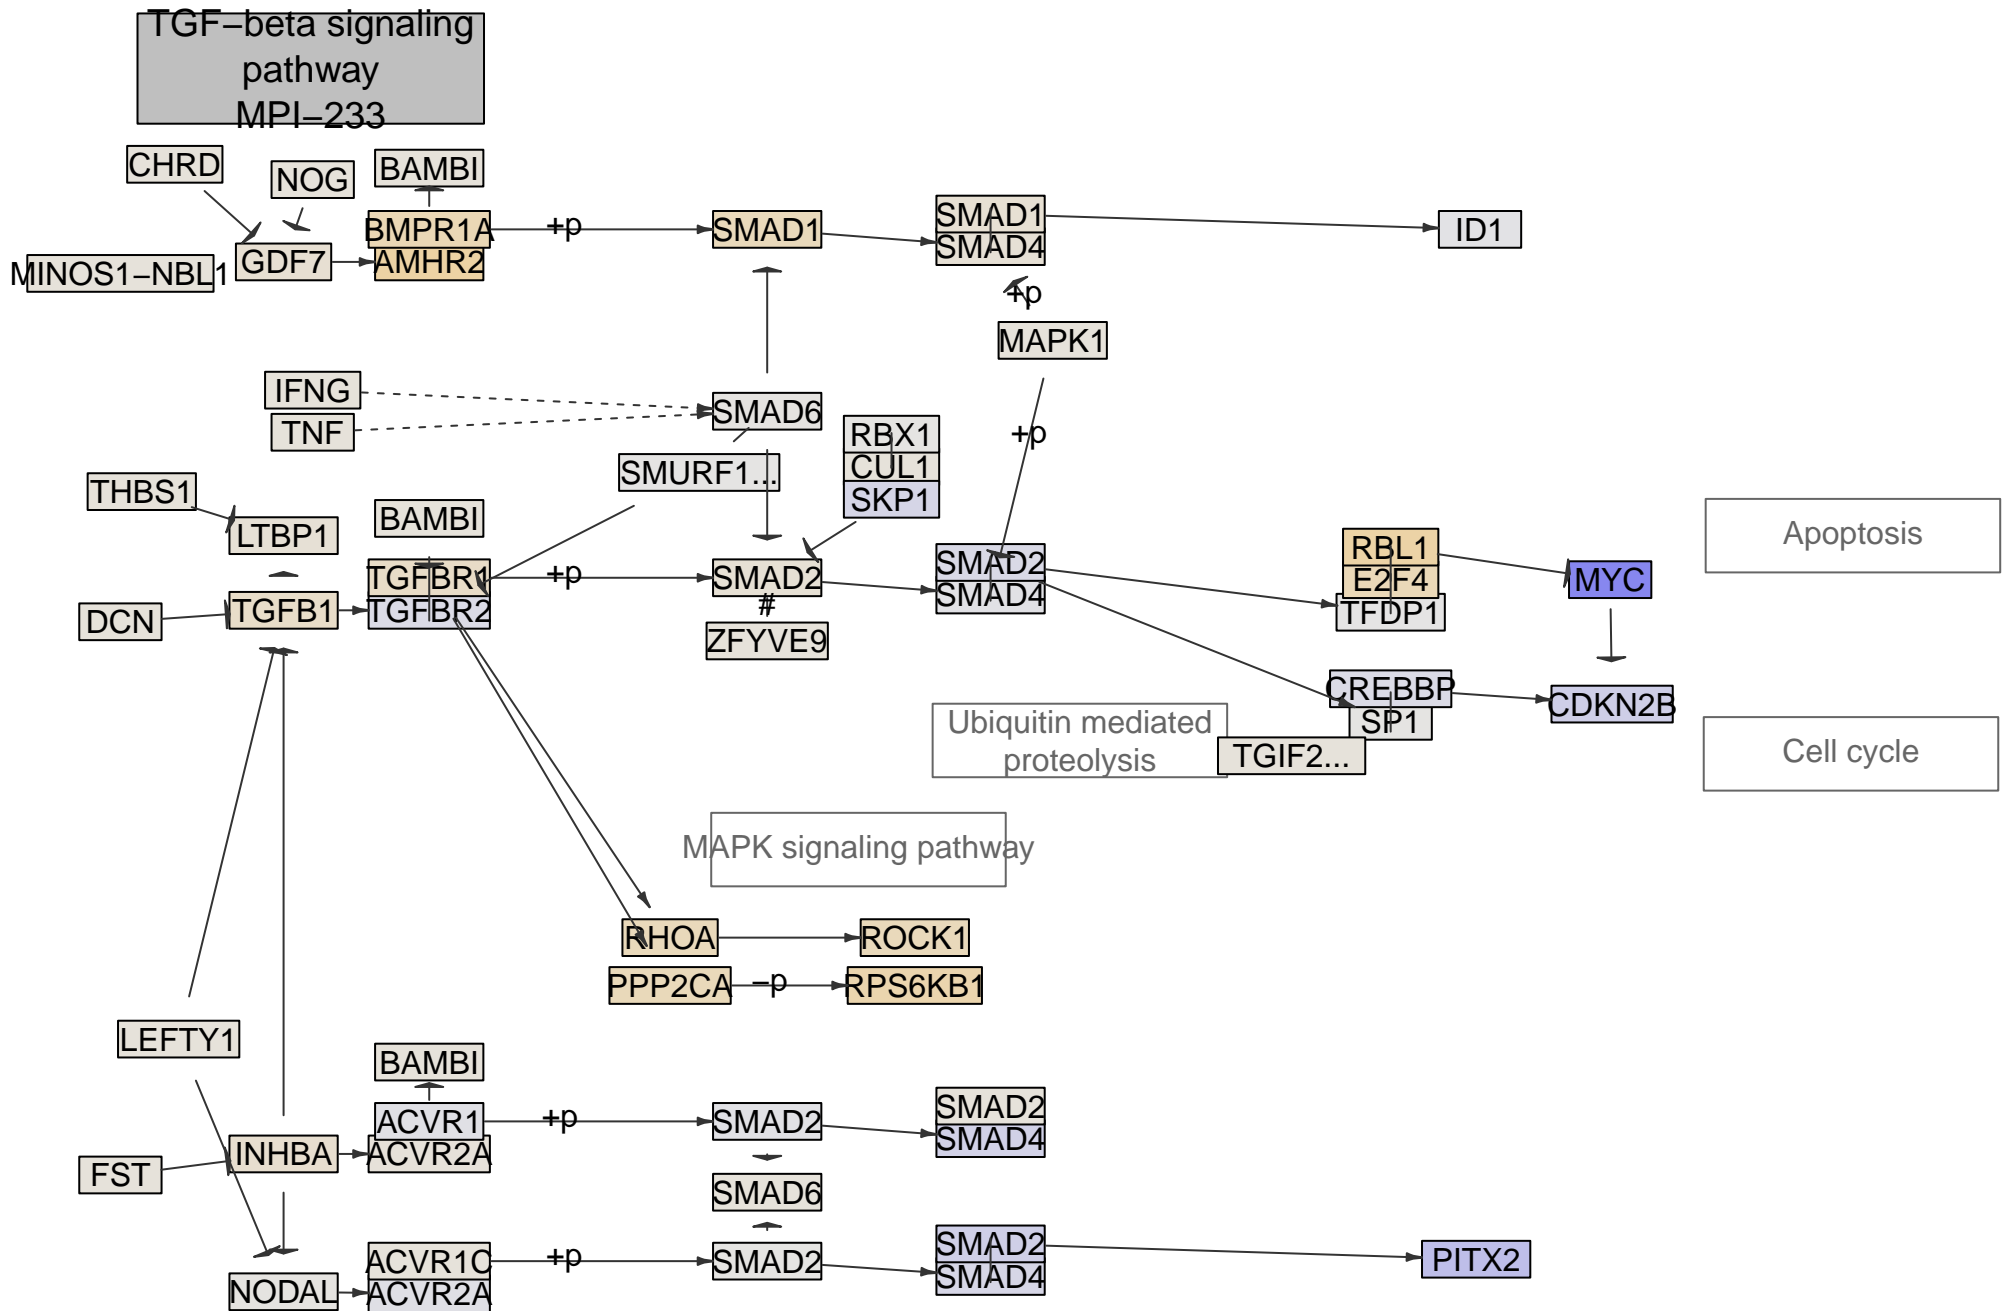 TGF−beta signaling
pathway
MPI−233
CHRD
NOG
BAMBI
BMPR1A
+p
SMAD1
SMAD1
SMAD4
ID1
MINOS1−NBL1
GDF7
AMHR2
+p
MAPK1
IFNG
TNF
SMAD6
SMURF1...
RBX1
CUL1
SKP1
+p
THBS1
LTBP1
BAMBI
TGFBR1
TGFBR2
+p
SMAD2
#
ZFYVE9
SMAD2
SMAD4
RBL1
E2F4
TFDP1
MYC
Apoptosis
DCN
TGFB1
CREBBP
SP1
TGIF2...
CDKN2B
Cell cycle
Ubiquitin mediated
proteolysis
MAPK signaling pathway
RHOA
ROCK1
PPP2CA
−p
RPS6KB1
LEFTY1
BAMBI
ACVR1
ACVR2A
+p
SMAD2
SMAD2
SMAD4
FST
INHBA
SMAD6
ACVR1C
ACVR2A
+p
SMAD2
SMAD2
SMAD4
PITX2
NODAL